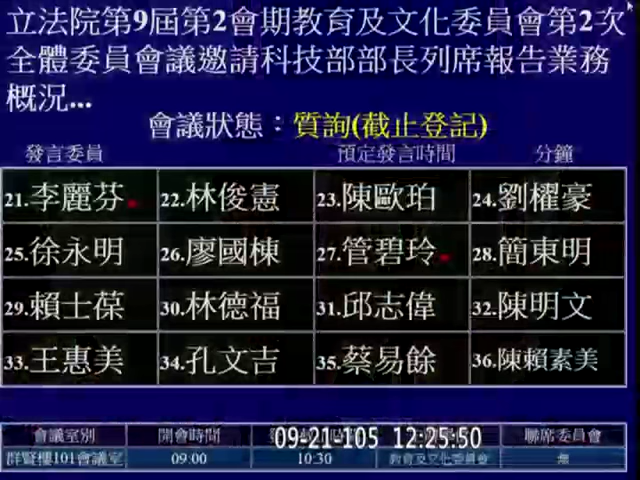 立法院第9屆第2會期教育及文化委員會第2次
全體委員會議邀請科技部部長列席報告業務
概況...
會議狀態：質詢(截止登記)
發言委員 預定發言時間 分鐘
21.李麗芬 22.林俊憲 23.陳歐珀 24.劉櫂豪
25.徐永明 26.廖國棟 27.管碧玲 28.簡東明
29.賴士葆 30.林德福 31.邱志偉 32.陳明文
33.王惠美 34.孔文吉 35.蔡易餘 36.陳賴素美
會議室別 開會時間 09-21-105 12:25:50 聯席委員會
群賢樓101會議室 09:00 10:30 教育及文化委員會 無